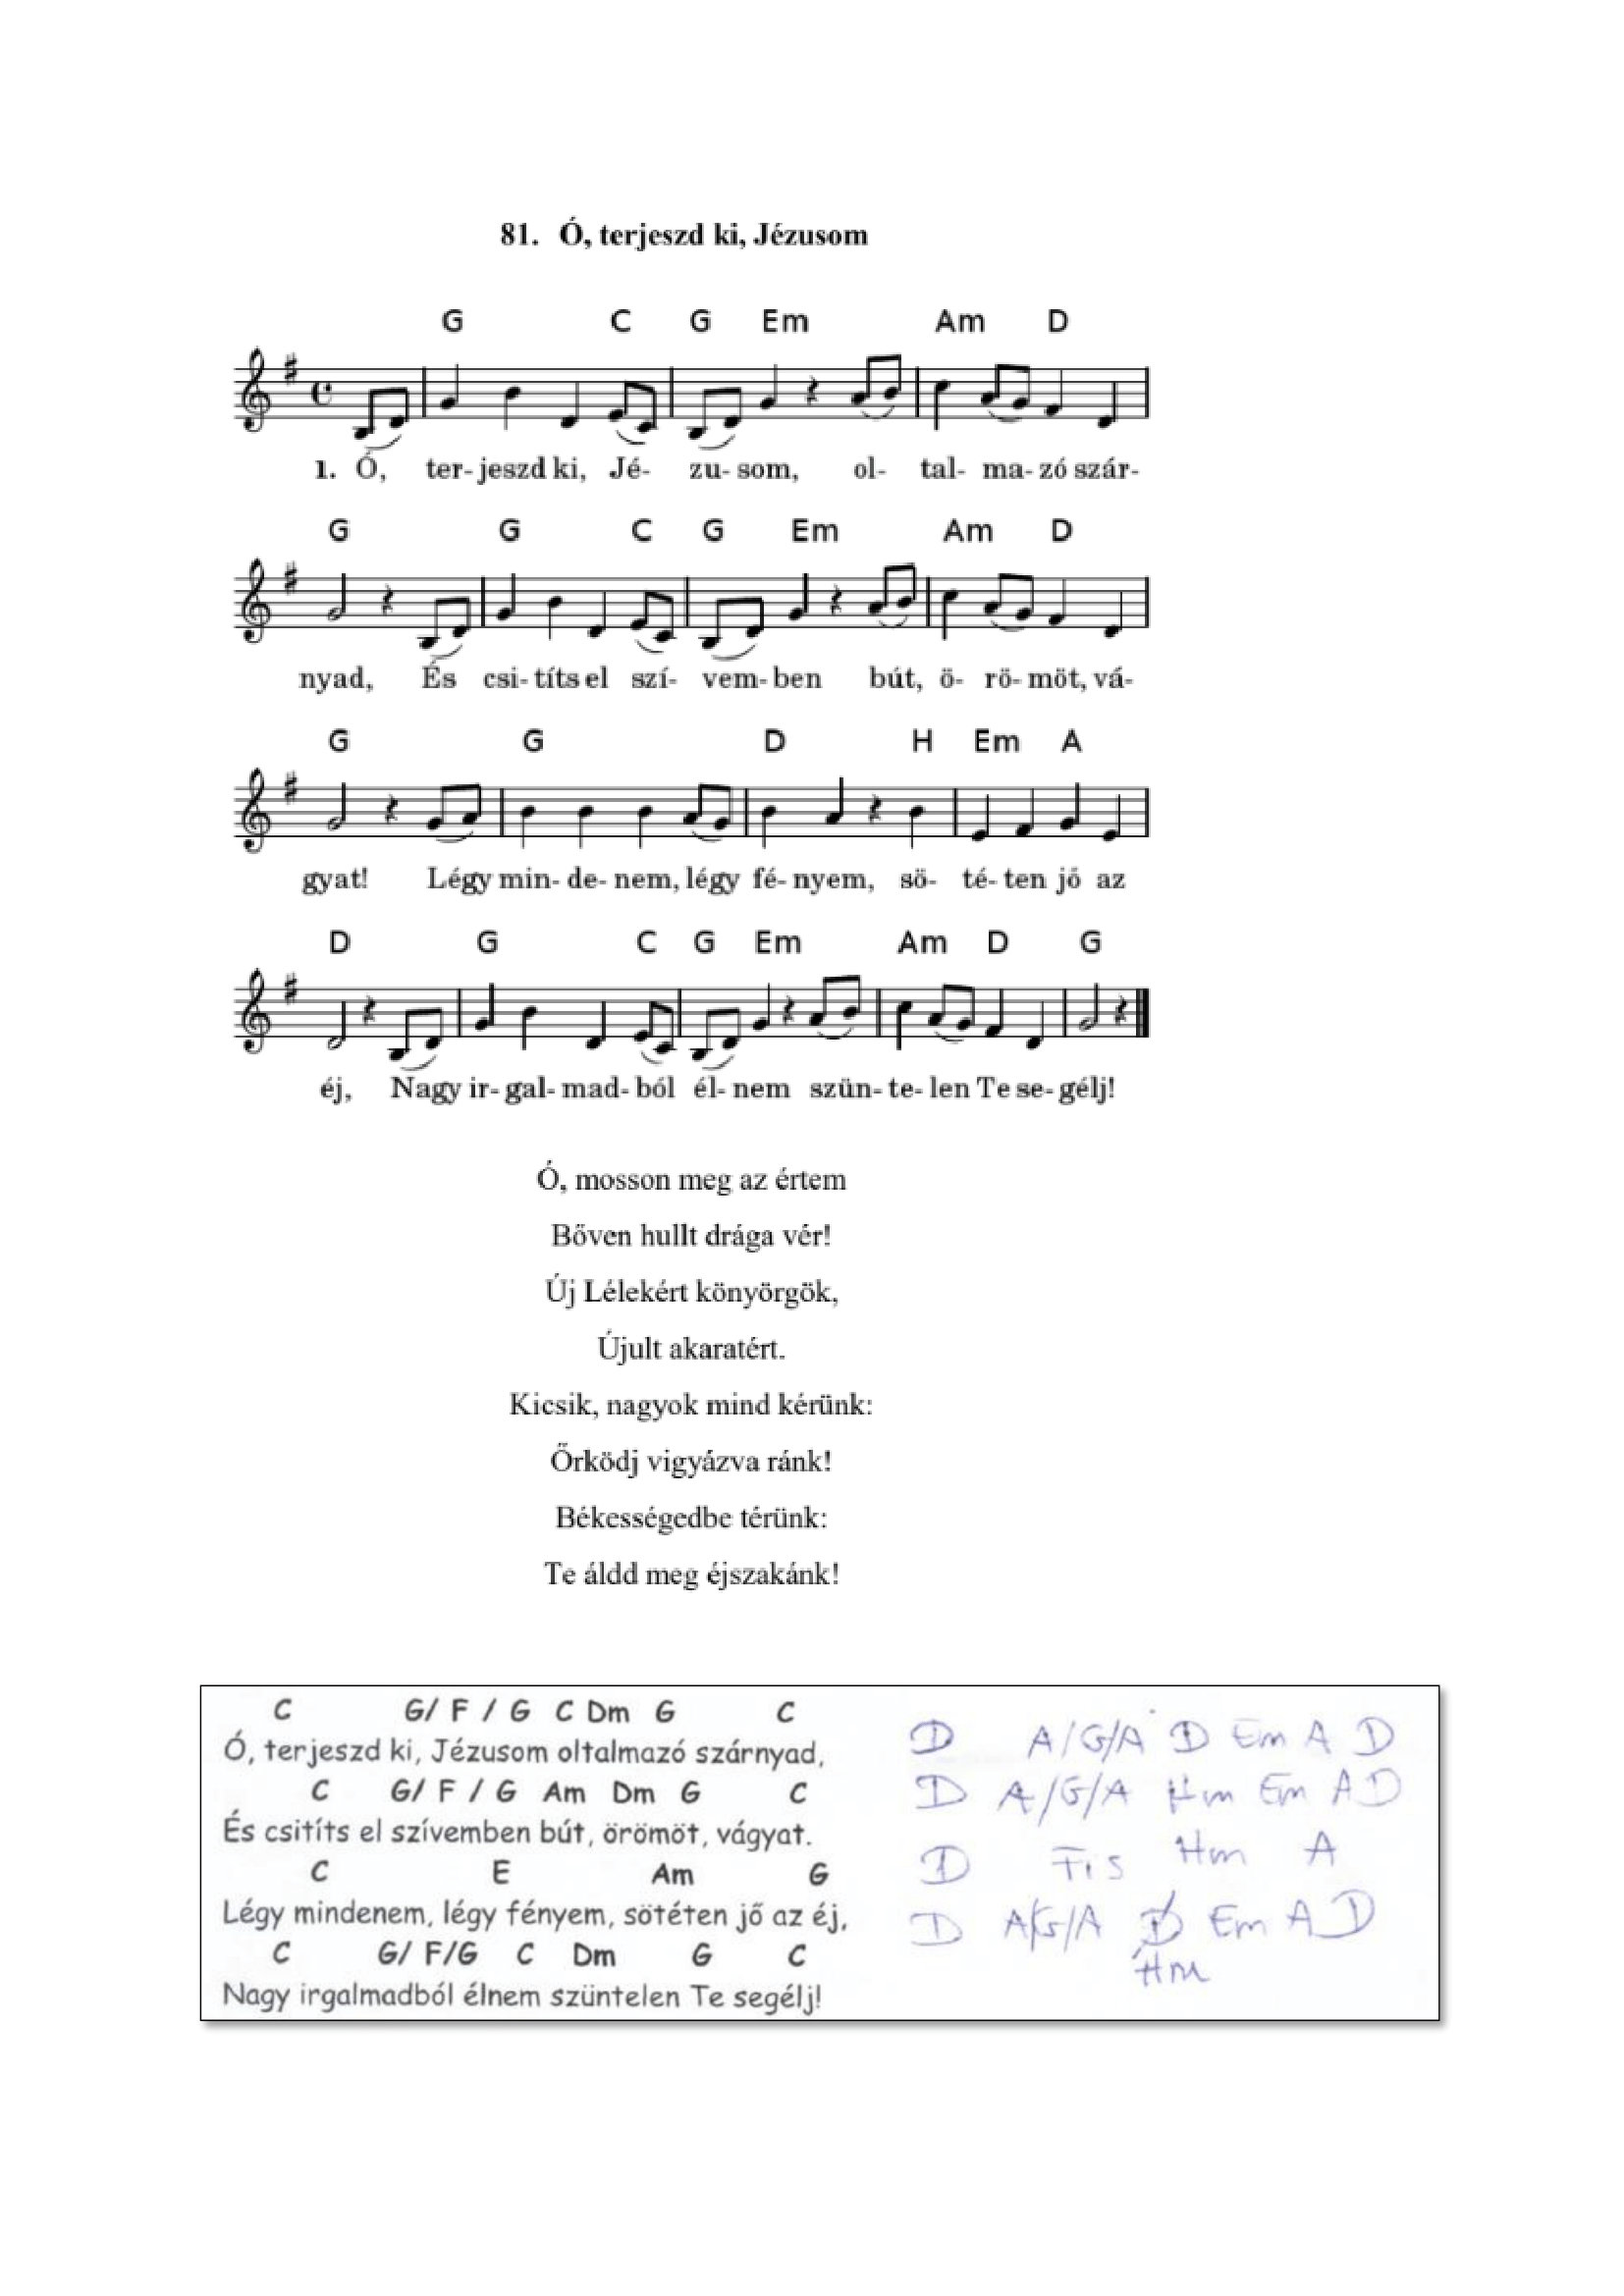 81. Ó, terjeszd ki, Jézusom
G C G Em Am D
1. Ó, ter- jeszd ki, Jé- zu- som, ol- tal- ma- zó szár-
G G C G Em Am D
nyad, És csi- títs el szí- vem- ben bút, ö- rö- möt, vá-
G G D H Em A
gyat! Légy min- de- nem, légy fé- nyem, sö- té- ten jő az
D G C G Em Am D G
éj, Nagy ir- gal- mad- ból él- nem szün- te- len Te se- gélj!
Ó, mosson meg az értem
Bőven hullt drága vér!
Új Lélekért könyörgök,
Újult akaratért.
Kicsik, nagyok mind kérünk:
Őrködj vigyázva ránk!
Békességedbe térünk:
Te áldd meg éjszakánk!
C G/ F / G C Dm G C
Ó, terjeszd ki, Jézusom oltalmazó szárnyad,
C G/ F / G Am Dm G C
És csitíts el szívemben bút, örömöt, vágyat.
C E Am G
Légy mindenem, légy fényem, sötéten jő az éj,
C G/ F/G C Dm G C
Nagy irgalmadból élnem szüntelen Te segélj!
D A/G/A D Em A D
D A/G/A Hm Em A D
D Fis Hm A
D A/G/A D Em A D
Hm